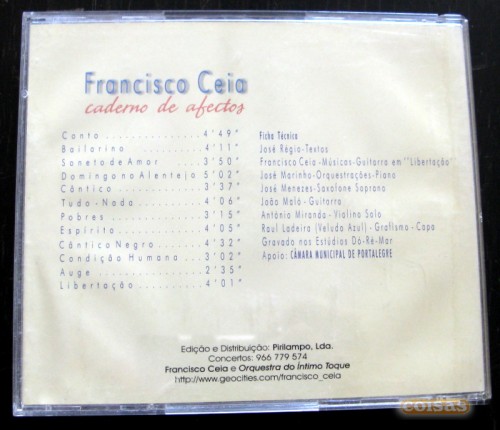 Francisco Ceia
caderno de afectos
Canto . . . . . . . . . . . . . . 4'49"
Bailarino . . . . . . . . . . . 4'11"
Soneto de Amor . . . . 3'50"
Domingo no Alentejo 5'02"
Cântico . . . . . . . . . . . . 3'37"
Tudo-Nada . . . . . . . . . 4'06"
Pobres . . . . . . . . . . . . . 3'15"
Espírito . . . . . . . . . . . . 4'05"
Cântico Negro . . . . . . . 4'32"
Condição Humana . . . 3'02"
Auge . . . . . . . . . . . . . . 2'35"
Libertação . . . . . . . . . . 4'01"
Ficha Técnica
José Régio-Textos
Francisco Ceia-Músicas-Guitarra em "Libertação"
José Marinho-Orquestrações-Piano
José Menezes-Saxofone Soprano
João Maló-Guitarra
António Miranda-Violino Solo
Raul Ladeira (Veludo Azul)-Grafismo-Capa
Gravado nos Estúdios Dó-Ré-Mar
Apoio: CÂMARA MUNICIPAL DE PORTALEGRE
Edição e Distribuição: Pirilampo, Lda.
Concertos: 966 779 574
Francisco Ceia e Orquestra do Íntimo Toque
http://www.geocities.com/francisco_ceia
coisas